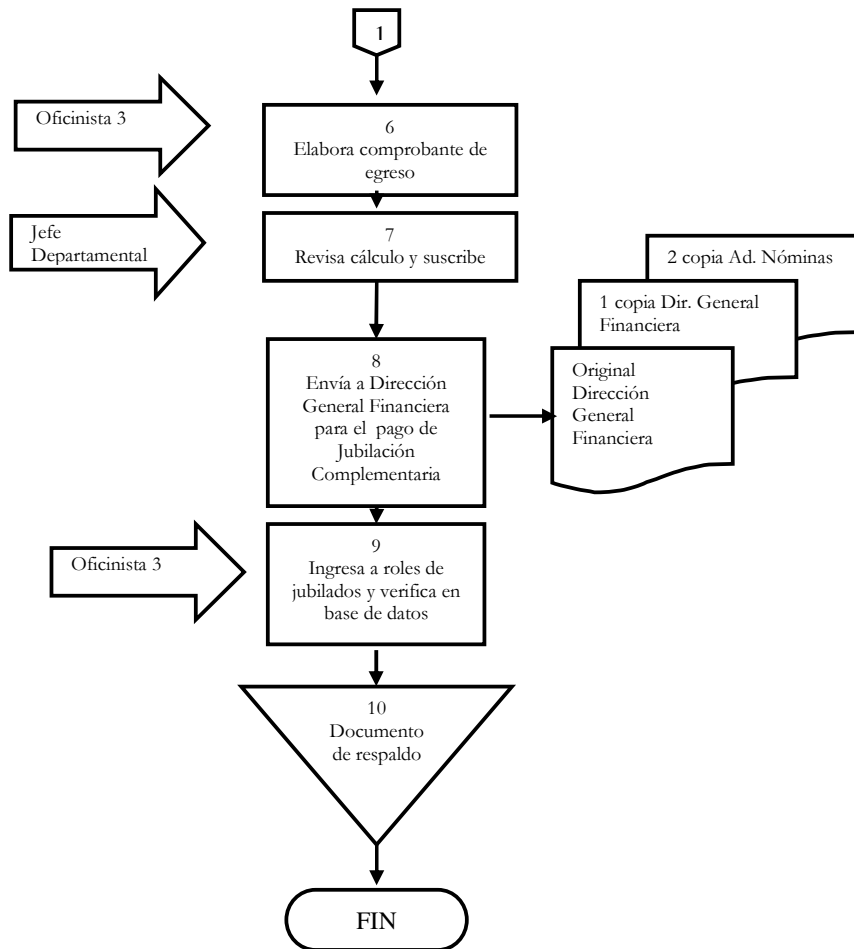 1
Oficinista 3
6
Elabora comprobante de
egreso
Jefe
Departamental
7
Revisa cálculo y suscribe
2 copia Ad. Nóminas
1 copia Dir. General
Financiera
Original
Dirección
General
Financiera
8
Envía a Dirección
General Financiera
para el pago de
Jubilación
Complementaria
Oficinista 3
9
Ingresa a roles de
jubilados y verifica en
base de datos
10
Documento
de respaldo
FIN